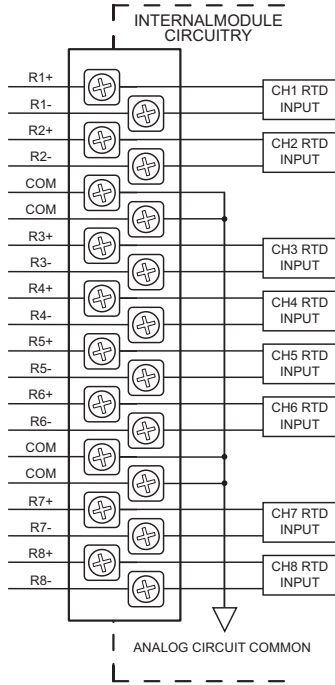 INTERNALMODULE
CIRCUITRY
R1+
R1-
CH1 RTD
INPUT
R2+
R2-
CH2 RTD
INPUT
COM
COM
R3+
R3-
CH3 RTD
INPUT
R4+
R4-
CH4 RTD
INPUT
R5+
R5-
CH5 RTD
INPUT
R6+
R6-
CH6 RTD
INPUT
COM
COM
R7+
R7-
CH7 RTD
INPUT
R8+
R8-
CH8 RTD
INPUT
ANALOG CIRCUIT COMMON